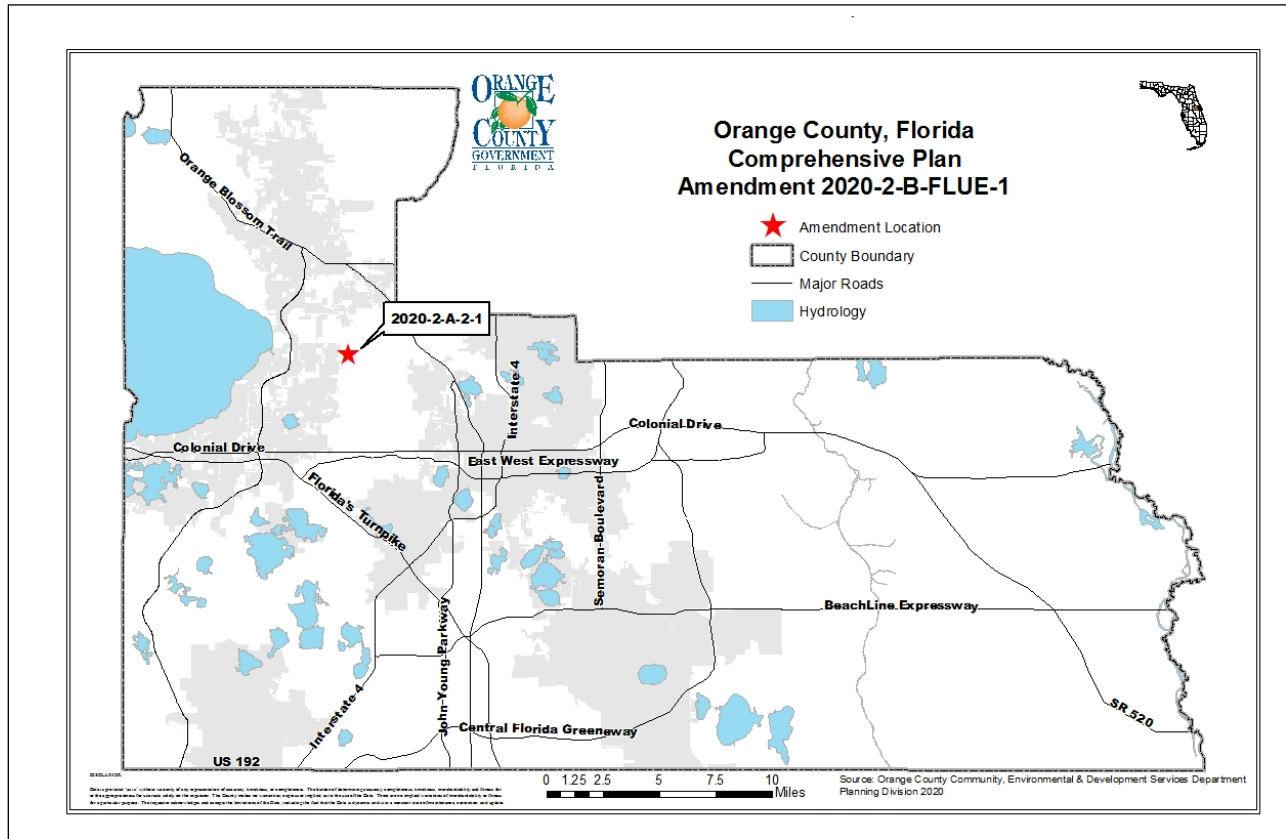 ORANGE
COUNTY
GOVERNMENT
FLORIDA
Orange County, Florida
Comprehensive Plan
Amendment 2020-2-B-FLUE-1
Amendment Location
County Boundary
Major Roads
Hydrology
Orange Blossom Trail
2020-2-A-2-1
Interstate 4
Colonial Drive
Colonial Drive
East West Expressway
Florida's Turnpike
Semoran Boulevard
BeachLine Expressway
John Young Parkway
Interstate 4
Central Florida Greeneway
SR 520
US 192
0 1.25 2.5 5 7.5 10
Miles
Source: Orange County Community, Environmental & Development Services Department
Planning Division 2020